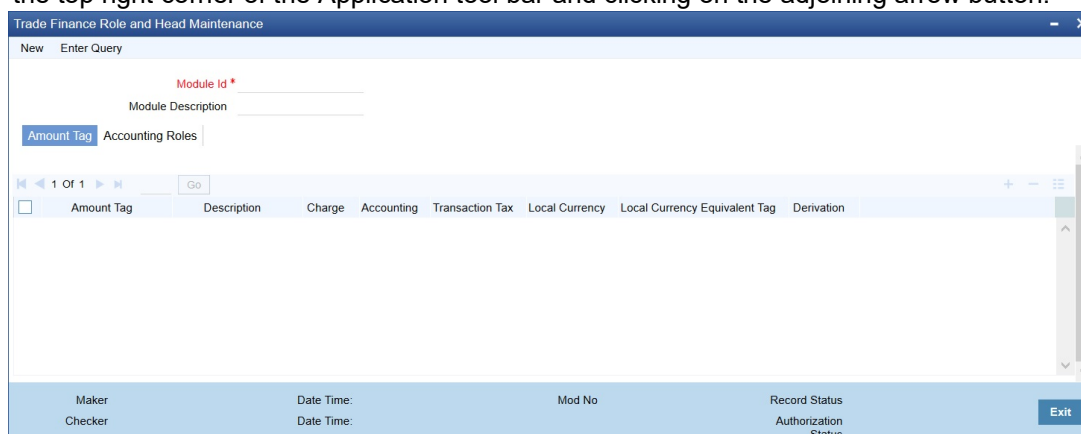 the top right corner of the Application tool bar and clicking on the adjoining arrow button.
Trade Finance Role and Head Maintenance
New Enter Query
Module Id *
Module Description
Amount Tag Accounting Roles
1 Of 1 Go
Amount Tag Description Charge Accounting Transaction Tax Local Currency Local Currency Equivalent Tag Derivation
Maker Date Time: Mod No Record Status
Exit
Checker Date Time: Authorization
Status